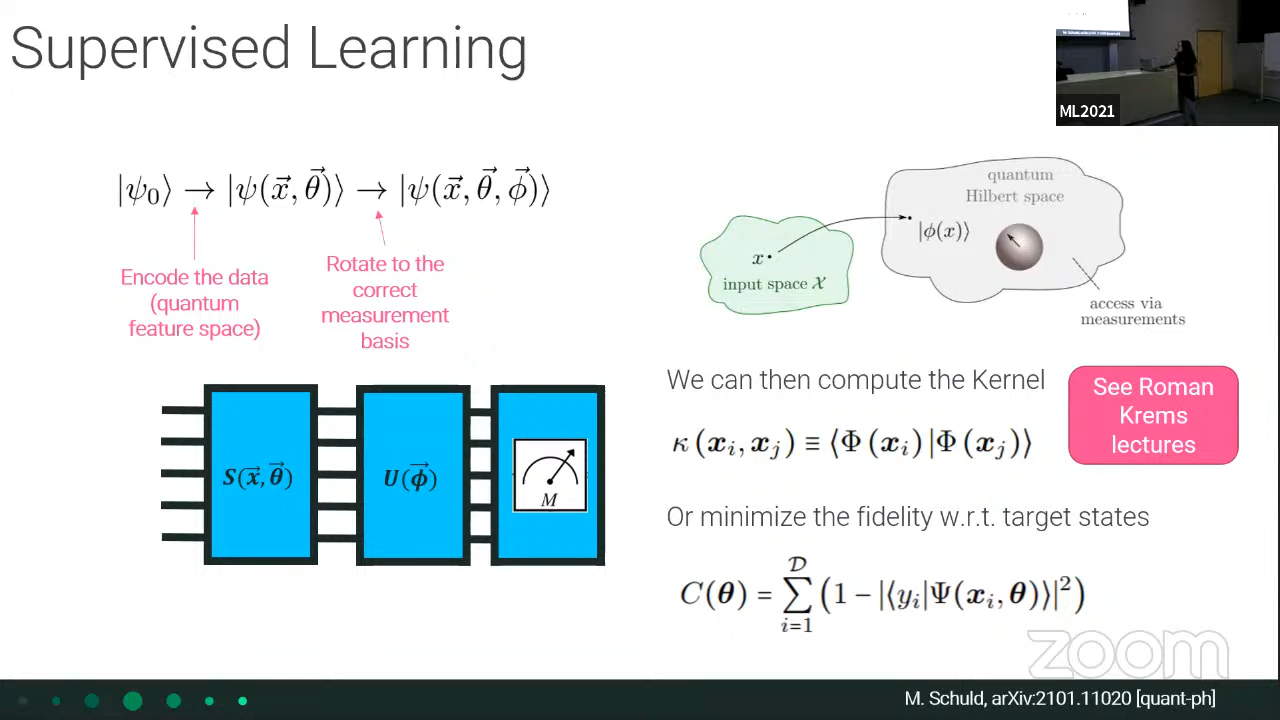 Supervised Learning
ML2021
|ψ₀⟩ → |ψ(x⃗, θ⃗)⟩ → |ψ(x⃗, θ⃗, ϕ⃗)⟩
Encode the data
(quantum
feature space)
Rotate to the
correct
measurement
basis
S(x⃗, θ⃗)
U(ϕ⃗)
M
quantum
Hilbert space
|ϕ(x)⟩
x
input space 𝒳
access via
measurements
We can then compute the Kernel
κ(𝒙ᵢ, 𝒙ⱼ) ≡ ⟨Φ(𝒙ᵢ)|Φ(𝒙ⱼ)⟩
See Roman
Krems
lectures
Or minimize the fidelity w.r.t. target states
C(𝜽) = ∑ᵢ₌₁^𝒟 (1 − |⟨yᵢ|Ψ(𝒙ᵢ, 𝜽)⟩|²)
zoom
M. Schuld, arXiv:2101.11020 [quant-ph]